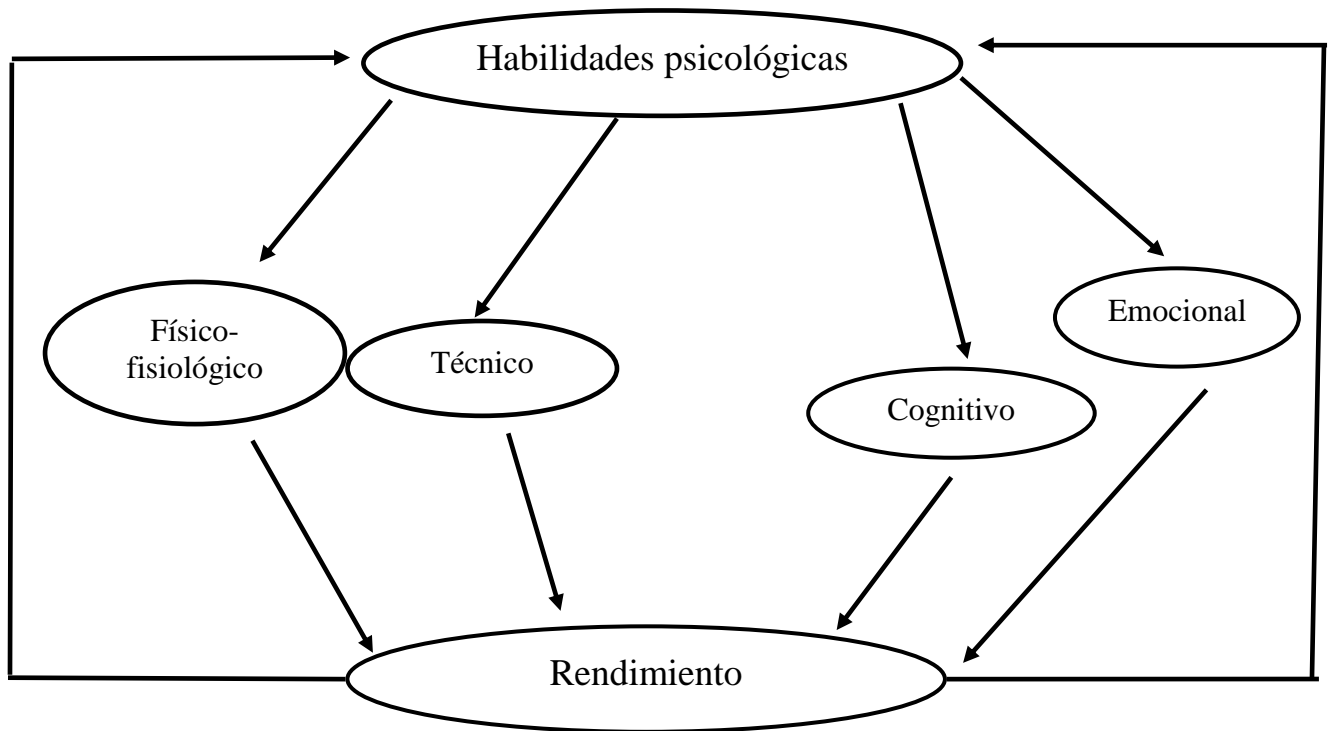 Habilidades psicológicas
Físico-
fisiológico
Técnico
Emocional
Cognitivo
Rendimiento